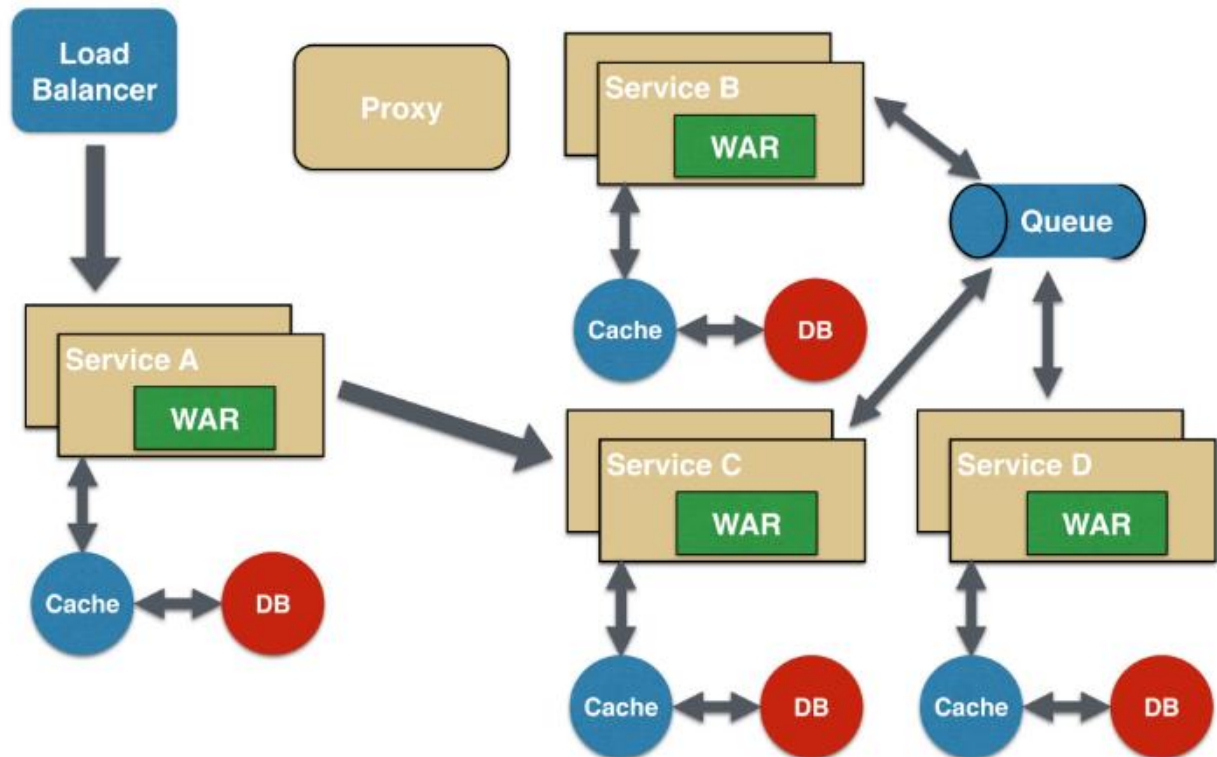 Load
Balancer
Proxy
Service B
WAR
Queue
Cache
DB
Service A
WAR
Service C
WAR
Service D
WAR
Cache
DB
Cache
DB
Cache
DB